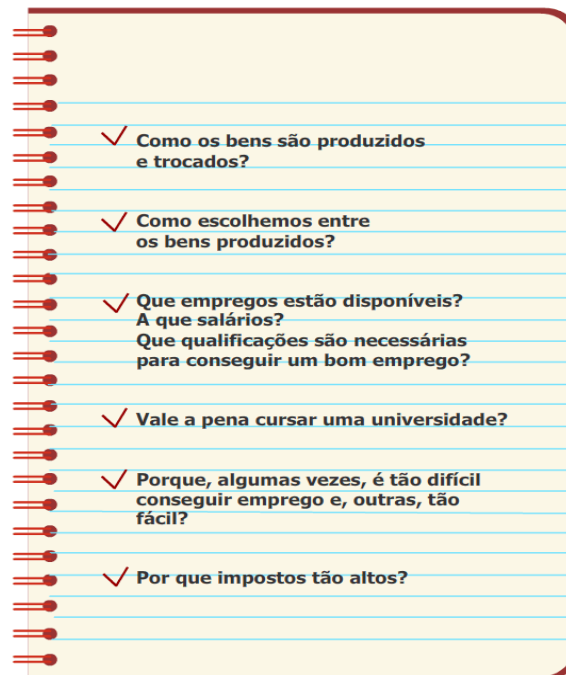 Como os bens são produzidos
e trocados?
Como escolhemos entre
os bens produzidos?
Que empregos estão disponíveis?
A que salários?
Que qualificações são necessárias
para conseguir um bom emprego?
Vale a pena cursar uma universidade?
Porque, algumas vezes, é tão difícil
conseguir emprego e, outras, tão
fácil?
Por que impostos tão altos?